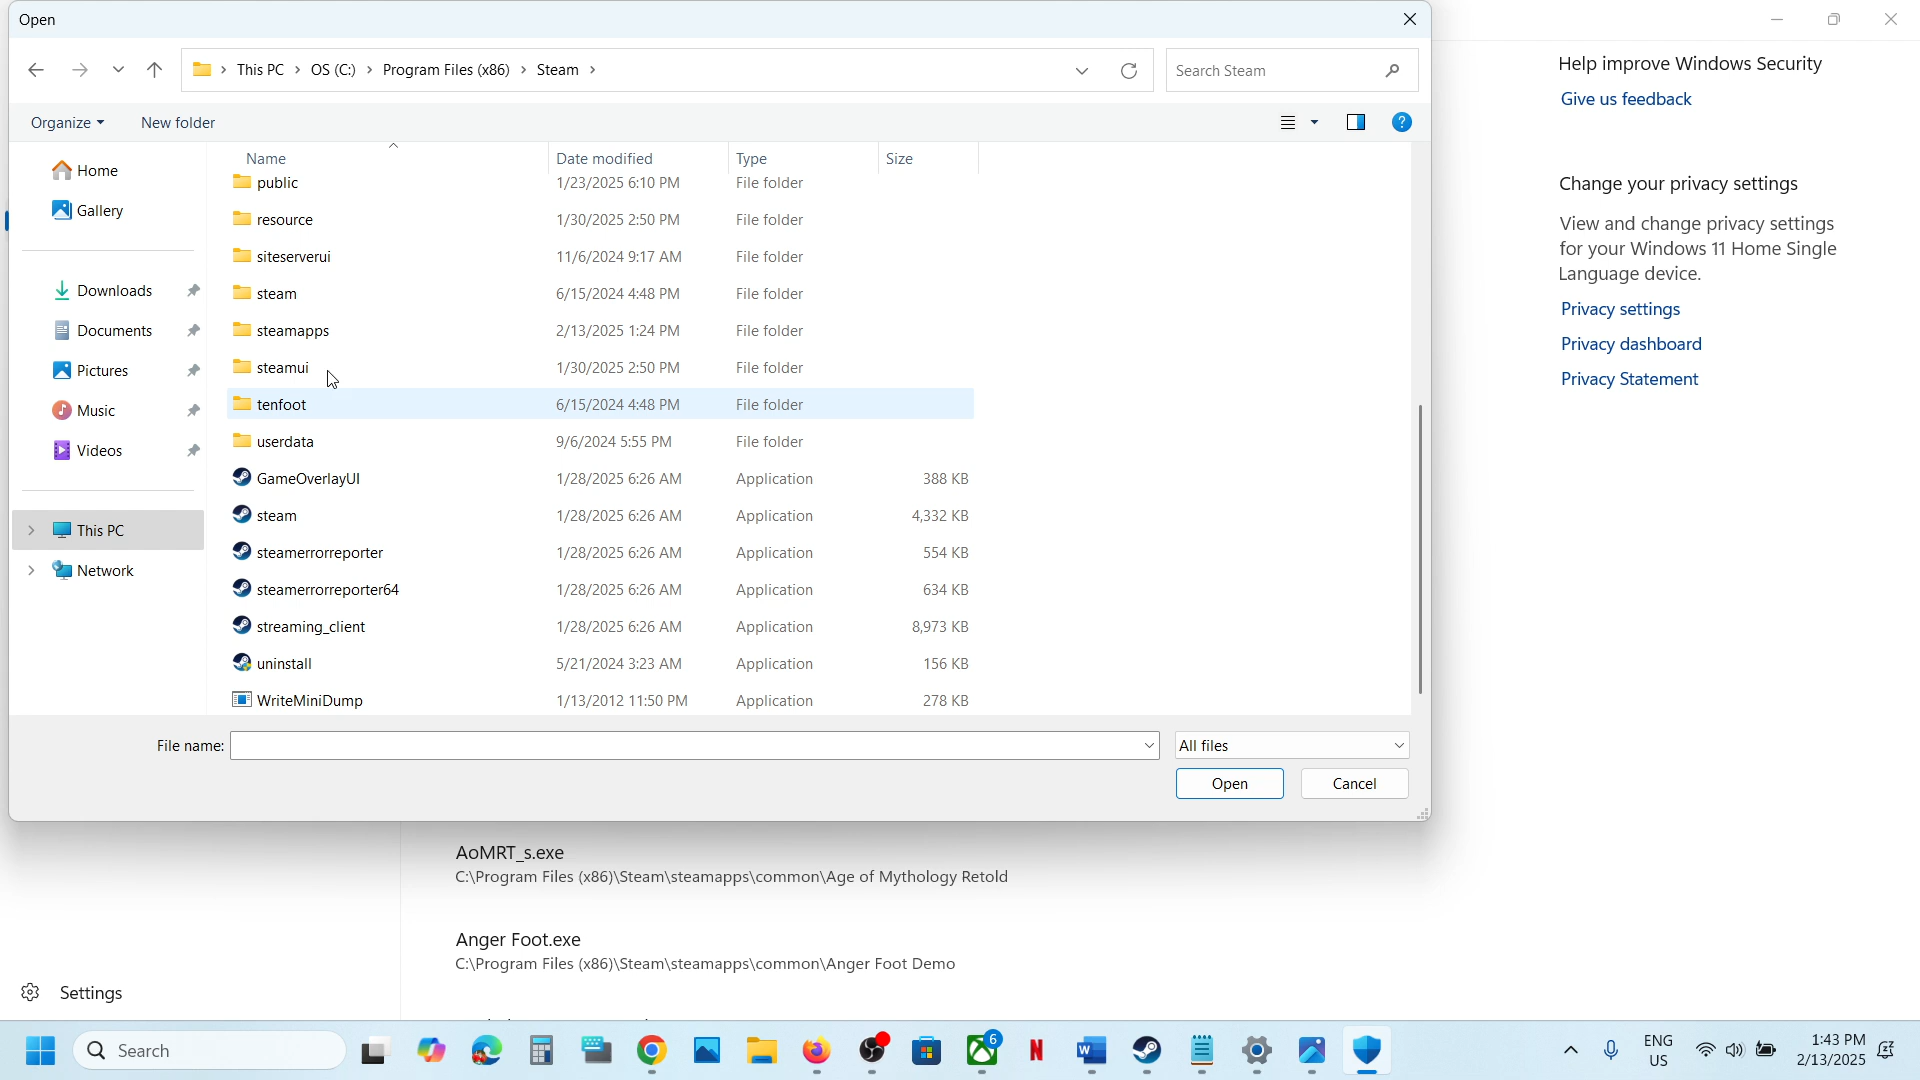 Open
This PC > OS (C:) > Program Files (x86) > Steam >
Search Steam
Organize
New folder
Name
Date modified
Type
Size
Home
Gallery
Downloads
Documents
Pictures
Music
Videos
This PC
Network
public 1/23/2025 6:10 PM File folder
resource 1/30/2025 2:50 PM File folder
siteserverui 11/6/2024 9:17 AM File folder
steam 6/15/2024 4:48 PM File folder
steamapps 2/13/2025 1:24 PM File folder
steamui 1/30/2025 2:50 PM File folder
tenfoot 6/15/2024 4:48 PM File folder
userdata 9/6/2024 5:55 PM File folder
GameOverlayUI 1/28/2025 6:26 AM Application 388 KB
steam 1/28/2025 6:26 AM Application 4,332 KB
steamerrorreporter 1/28/2025 6:26 AM Application 554 KB
steamerrorreporter64 1/28/2025 6:26 AM Application 634 KB
streaming_client 1/28/2025 6:26 AM Application 8,973 KB
uninstall 5/21/2024 3:23 AM Application 156 KB
WriteMiniDump 1/13/2012 11:50 PM Application 278 KB
File name:
All files
Open
Cancel
Help improve Windows Security
Give us feedback
Change your privacy settings
View and change privacy settings
for your Windows 11 Home Single
Language device.
Privacy settings
Privacy dashboard
Privacy Statement
AoMRT_s.exe
C:\Program Files (x86)\Steam\steamapps\common\Age of Mythology Retold
Anger Foot.exe
C:\Program Files (x86)\Steam\steamapps\common\Anger Foot Demo
Settings
Search
6
ENG
US
1:43 PM
2/13/2025